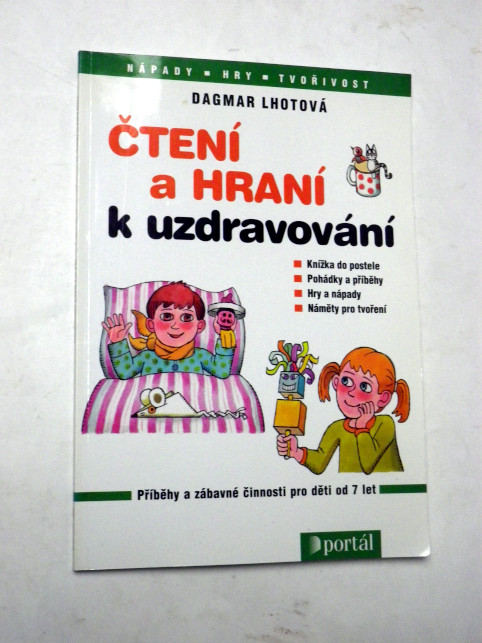 NÁPADY ■ HRY ■ TVOŘIVOST
DAGMAR LHOTOVÁ
ČTENÍ
a HRANÍ
k uzdravování
■ Knížka do postele
■ Pohádky a příběhy
■ Hry a nápady
■ Náměty pro tvoření
Příběhy a zábavné činnosti pro děti od 7 let
portál